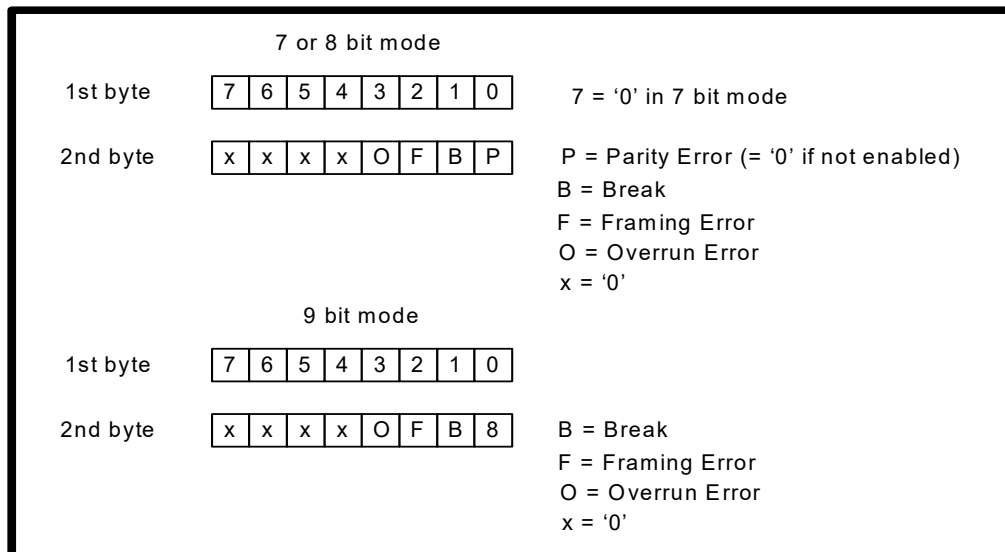 7 or 8 bit mode
1st byte 7 6 5 4 3 2 1 0 7 = ‘0’ in 7 bit mode
2nd byte x x x x O F B P P = Parity Error (= ‘0’ if not enabled)
B = Break
F = Framing Error
O = Overrun Error
x = ‘0’
9 bit mode
1st byte 7 6 5 4 3 2 1 0
2nd byte x x x x O F B 8 B = Break
F = Framing Error
O = Overrun Error
x = ‘0’